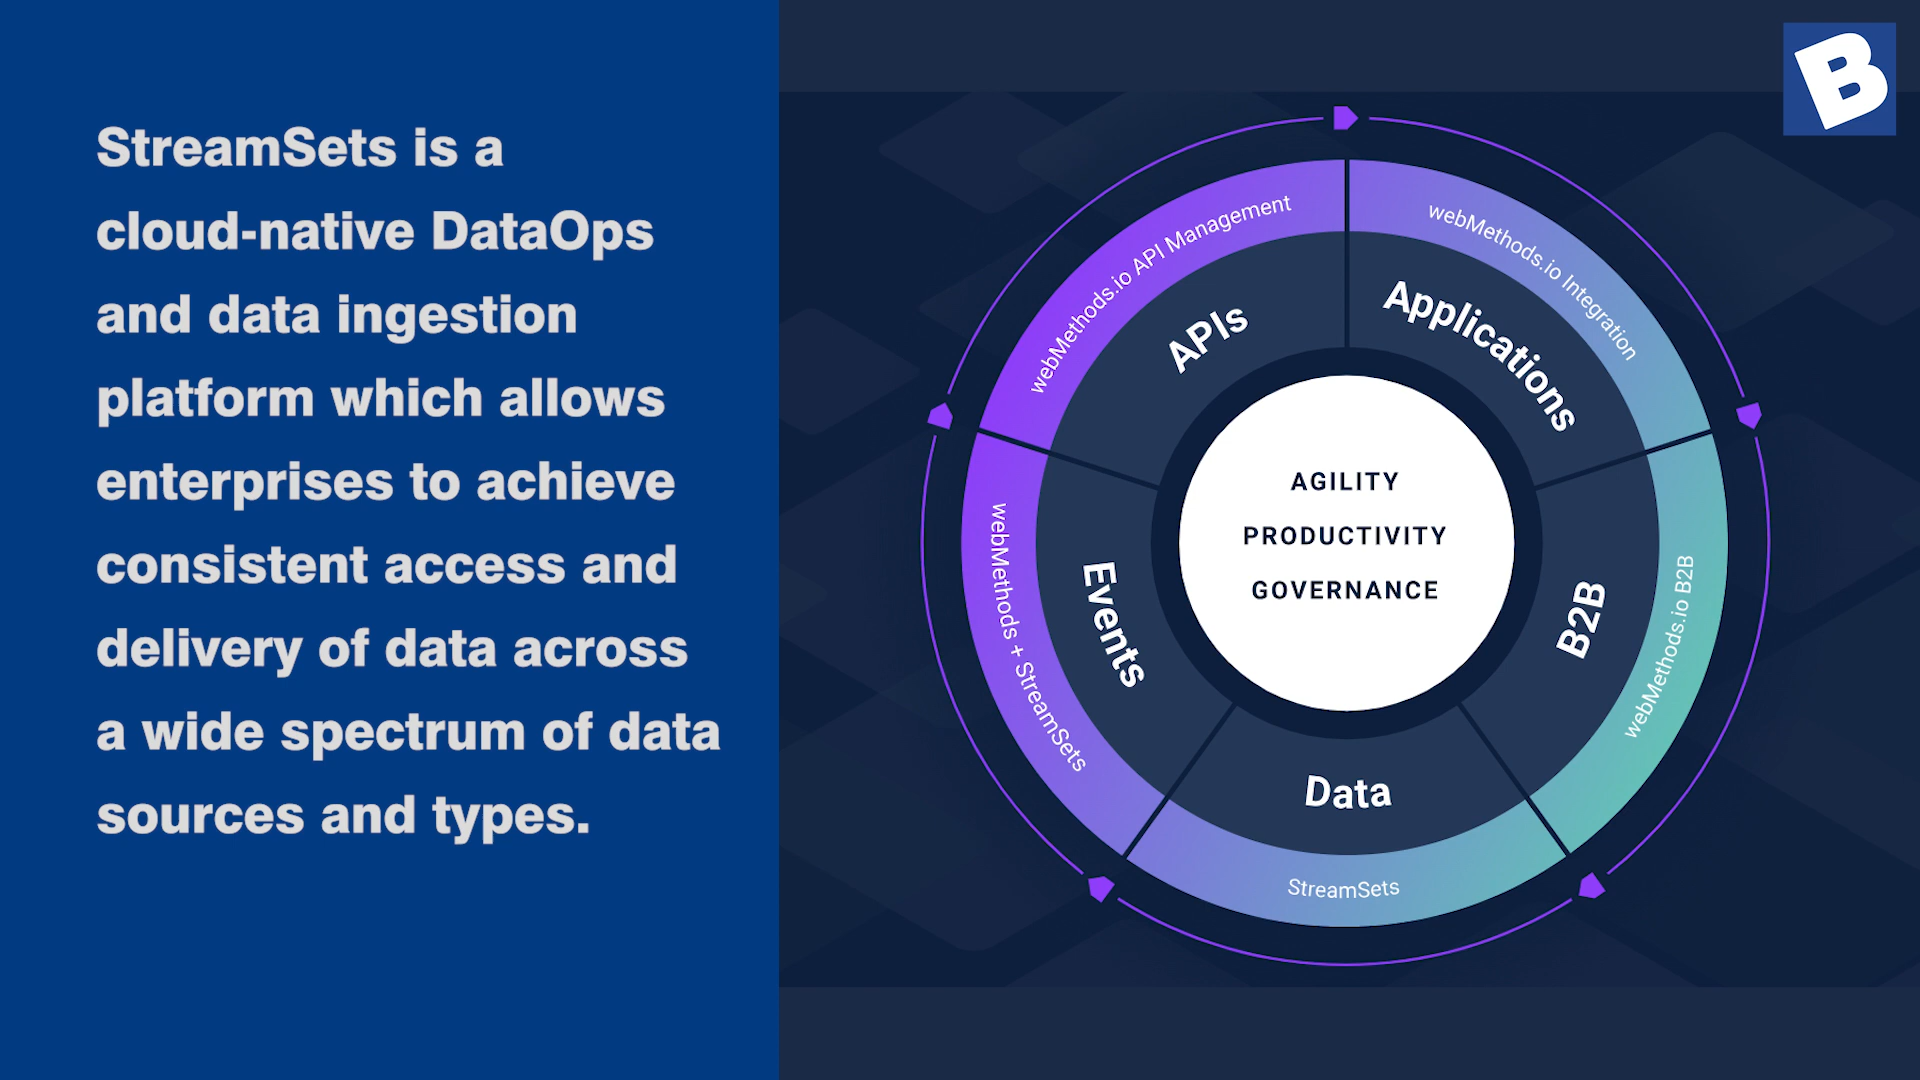 StreamSets is a
cloud-native DataOps
and data ingestion
platform which allows
enterprises to achieve
consistent access and
delivery of data across
a wide spectrum of data
sources and types.
B
webMethods.io API Management
webMethods.io Integration
APIs
Applications
AGILITY
PRODUCTIVITY
GOVERNANCE
webMethods + StreamSets
Events
B2B
webMethods.io B2B
Data
StreamSets